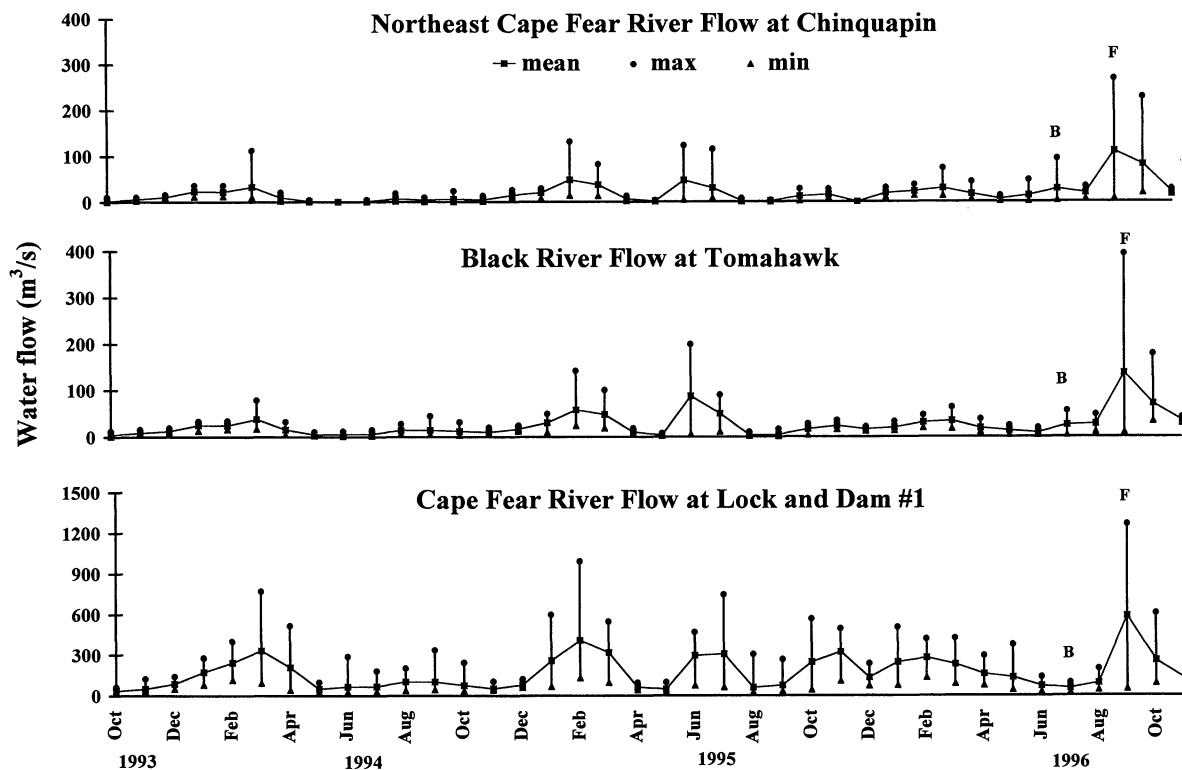 Northeast Cape Fear River Flow at Chinquapin
mean max min
400
300
200
100
0
B
F
Black River Flow at Tomahawk
400
300
200
100
0
B
F
Water flow (m³/s)
Cape Fear River Flow at Lock and Dam #1
1500
1200
900
600
300
0
B
F
Oct Dec Feb Apr Jun Aug Oct Dec Feb Apr Jun Aug Oct Dec Feb Apr Jun Aug Oct
1993 1994 1995 1996